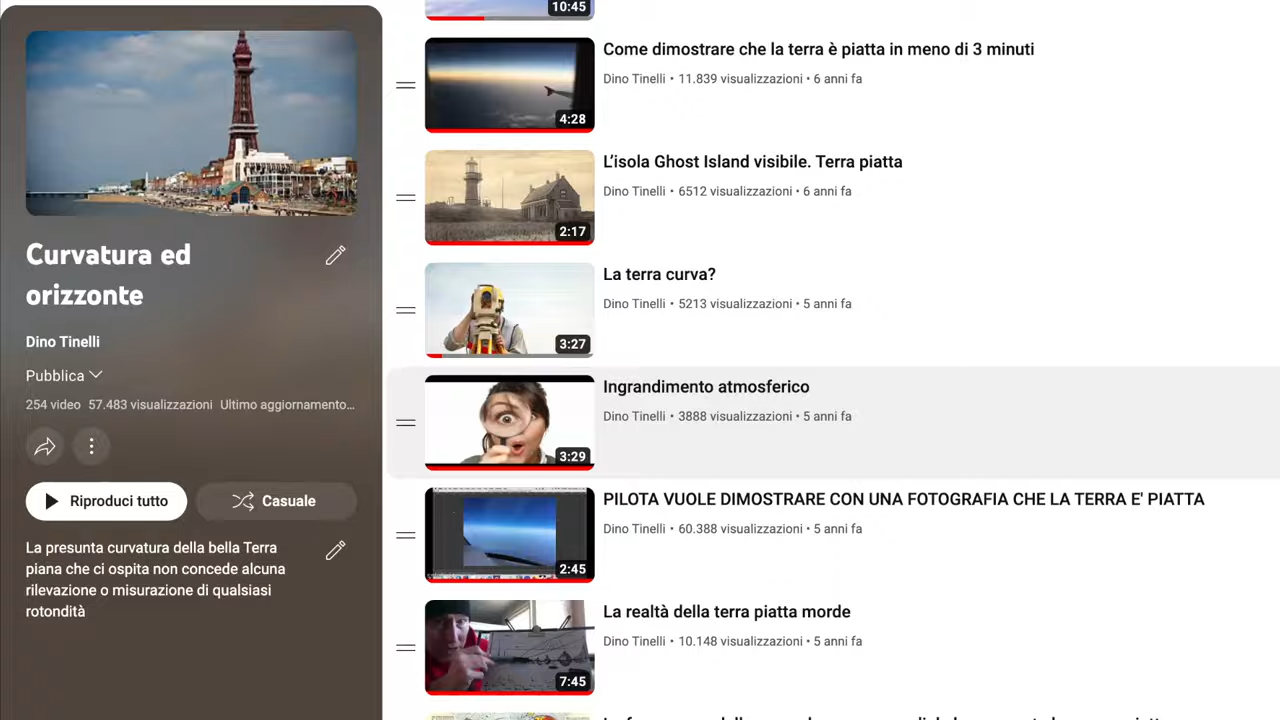 Curvatura ed
orizzonte
Dino Tinelli
Pubblica
254 video 57.483 visualizzazioni Ultimo aggiornamento...
Riproduci tutto
Casuale
La presunta curvatura della bella Terra
piana che ci ospita non concede alcuna
rilevazione o misurazione di qualsiasi
rotondità
10:45
Come dimostrare che la terra è piatta in meno di 3 minuti
Dino Tinelli • 11.839 visualizzazioni • 6 anni fa
4:28
L’isola Ghost Island visibile. Terra piatta
Dino Tinelli • 6512 visualizzazioni • 6 anni fa
2:17
La terra curva?
Dino Tinelli • 5213 visualizzazioni • 5 anni fa
3:27
Ingrandimento atmosferico
Dino Tinelli • 3888 visualizzazioni • 5 anni fa
3:29
PILOTA VUOLE DIMOSTRARE CON UNA FOTOGRAFIA CHE LA TERRA E' PIATTA
Dino Tinelli • 60.388 visualizzazioni • 5 anni fa
2:45
La realtà della terra piatta morde
Dino Tinelli • 10.148 visualizzazioni • 5 anni fa
7:45